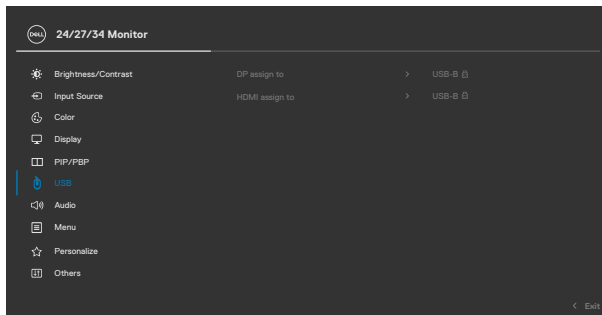 DELL 24/27/34 Monitor
Brightness/Contrast DP assign to > USB-B
Input Source HDMI assign to > USB-B
Color
Display
PIP/PBP
USB
Audio
Menu
Personalize
Others
< Exit